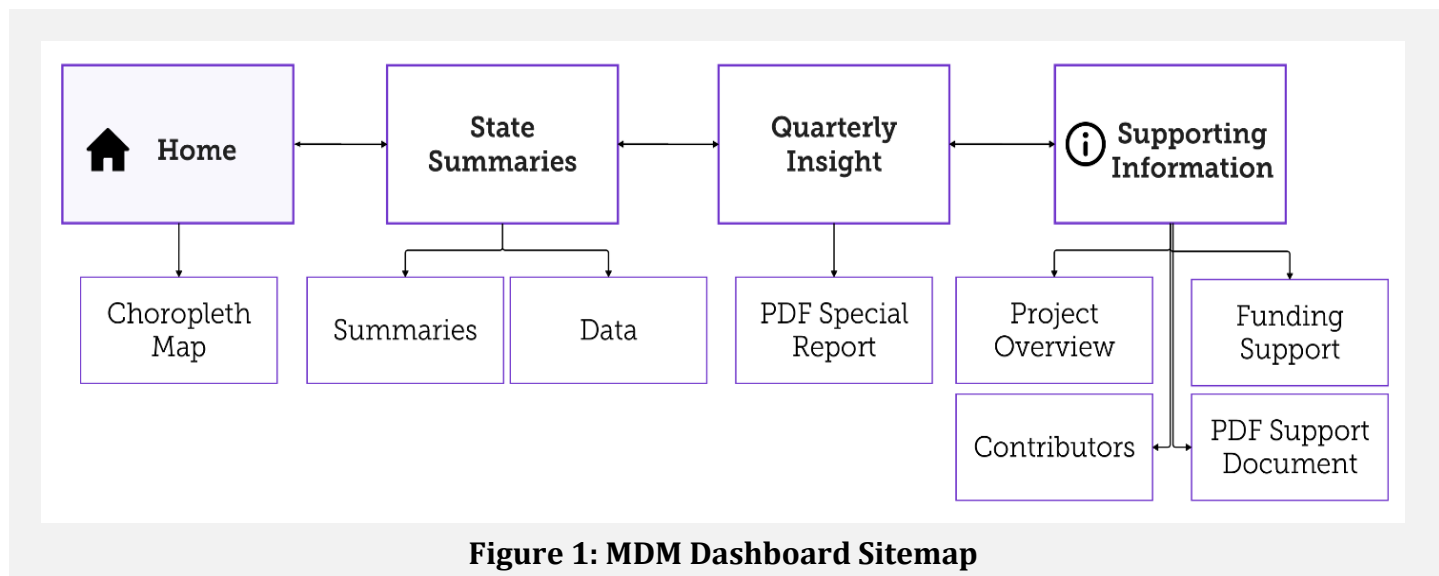 Home
State
Summaries
Quarterly
Insight
Supporting
Information
Choropleth
Map
Summaries
Data
PDF Special
Report
Project
Overview
Funding
Support
Contributors
PDF Support
Document
Figure 1: MDM Dashboard Sitemap